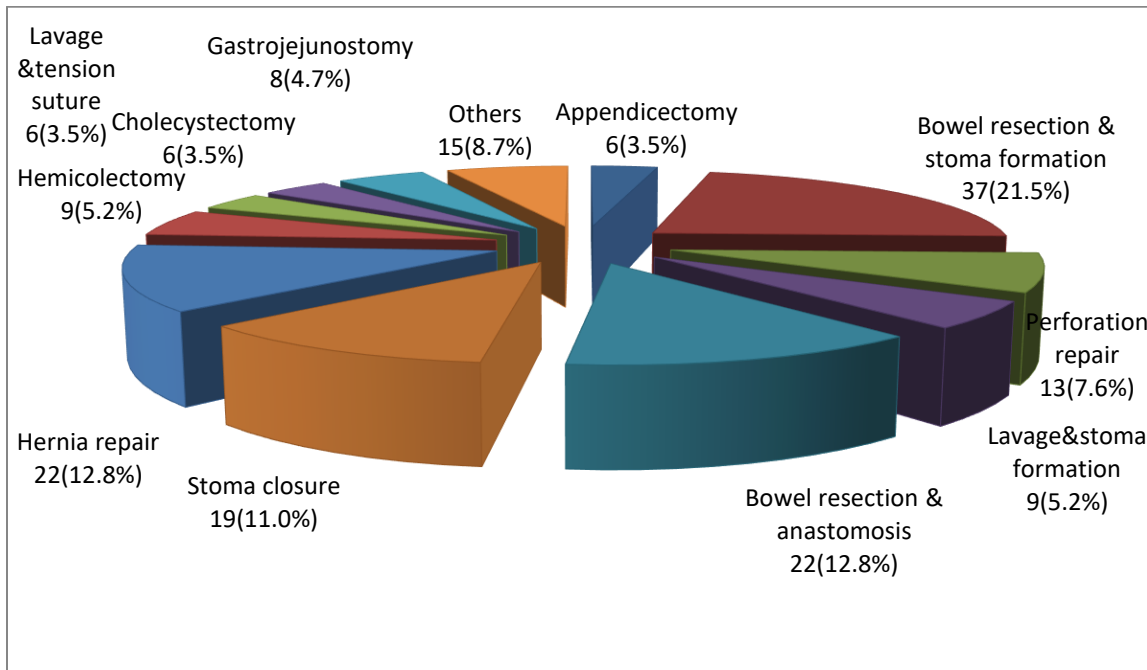 Lavage
&tension
suture
6(3.5%)
Gastrojejunostomy
8(4.7%)
Cholecystectomy
6(3.5%)
Hemicolectomy
9(5.2%)
Others
15(8.7%)
Appendicectomy
6(3.5%)
Bowel resection &
stoma formation
37(21.5%)
Perforation
repair
13(7.6%)
Lavage&stoma
formation
9(5.2%)
Bowel resection &
anastomosis
22(12.8%)
Stoma closure
19(11.0%)
Hernia repair
22(12.8%)